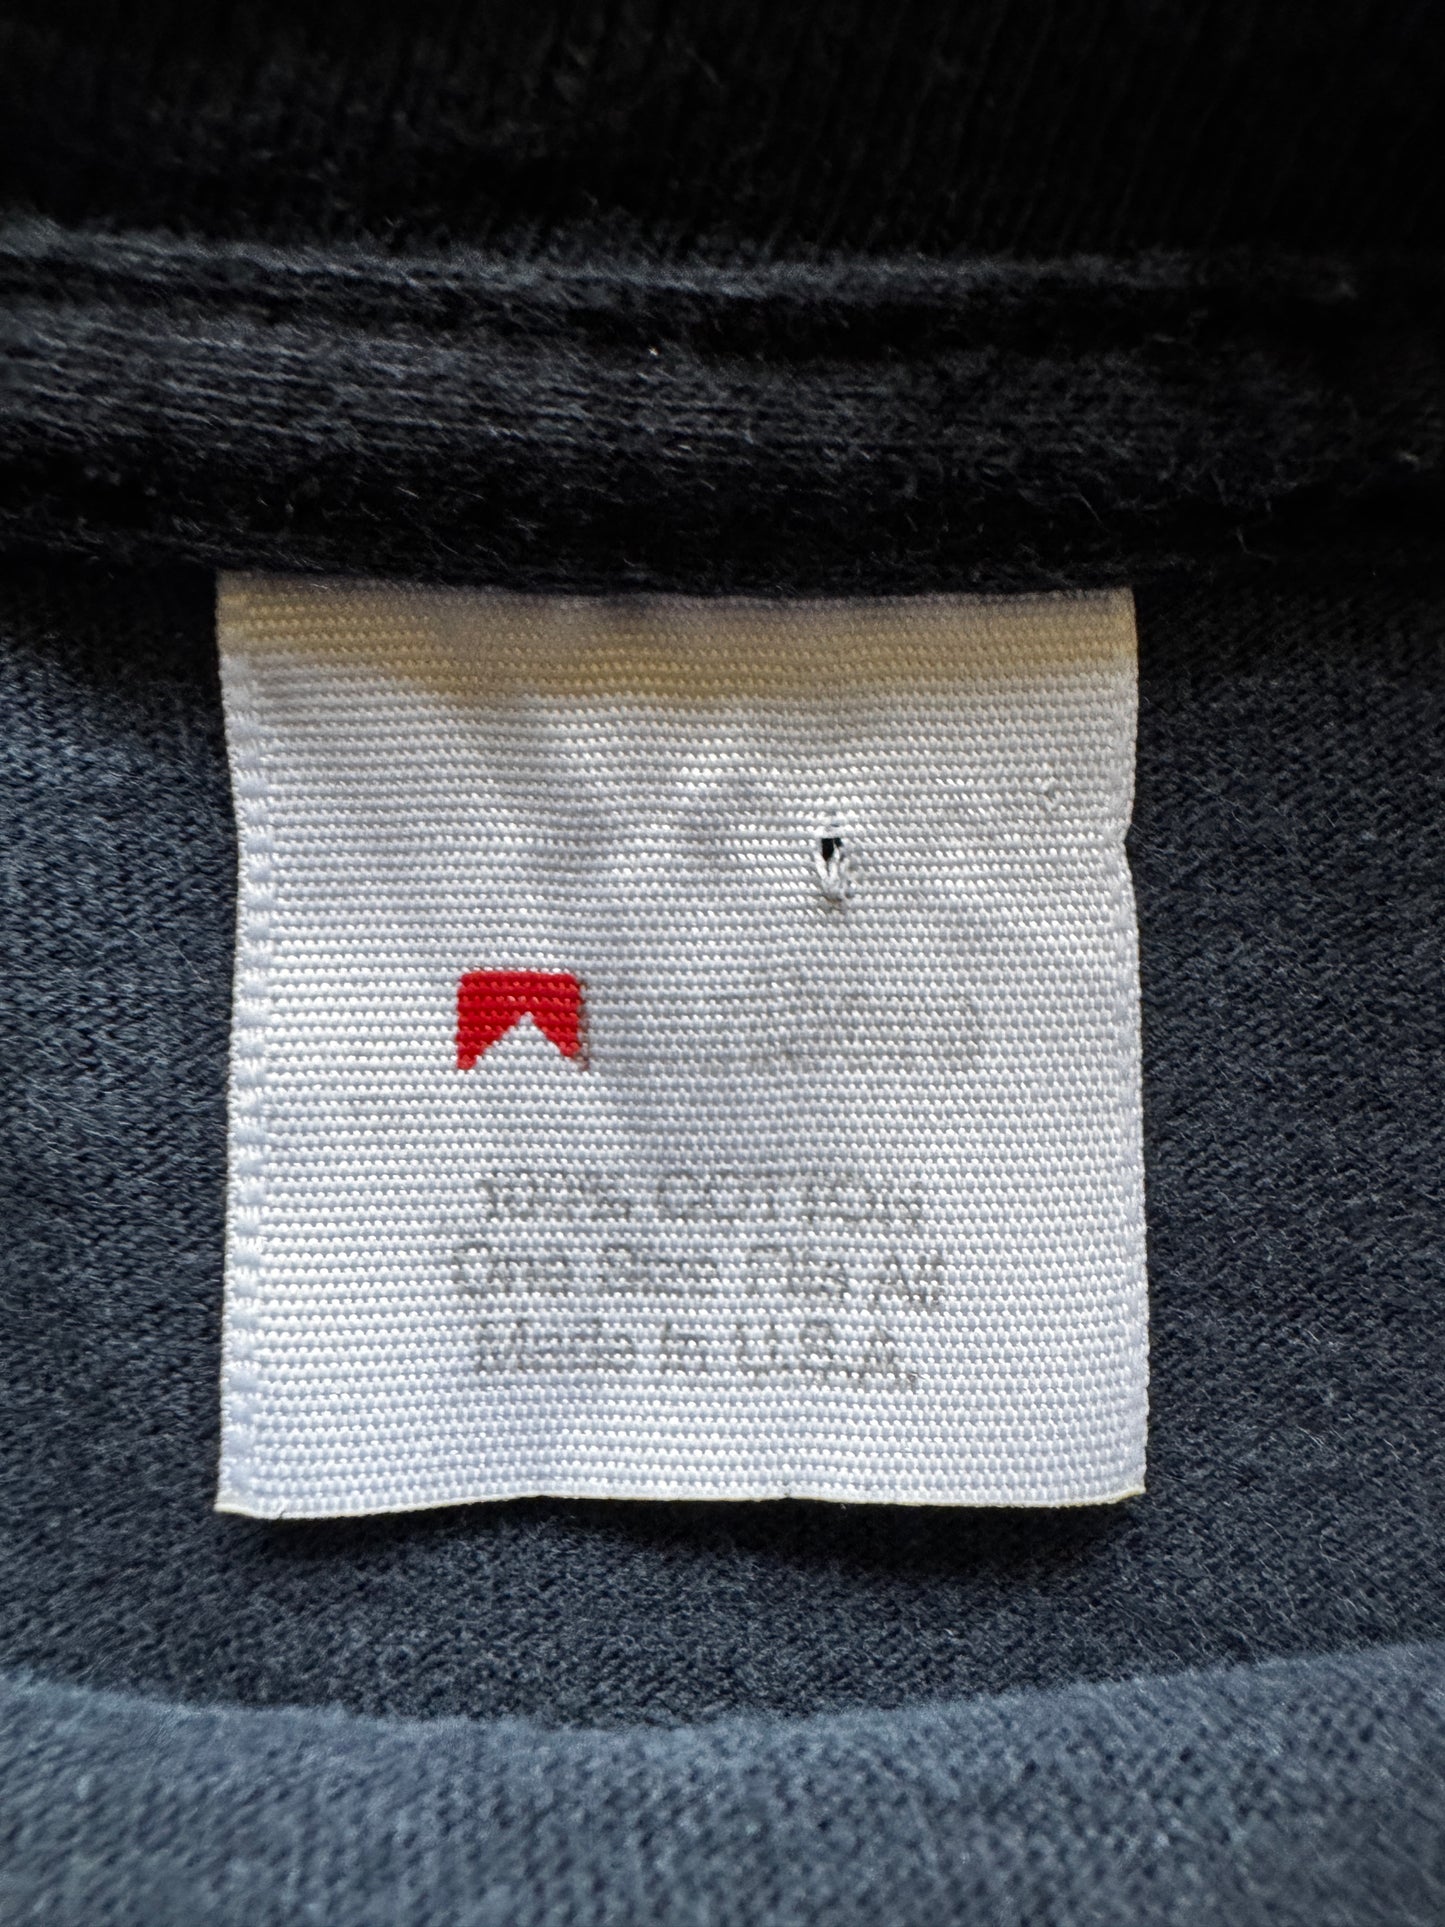 100% COTTON
One Size Fits All
Made In U.S.A.